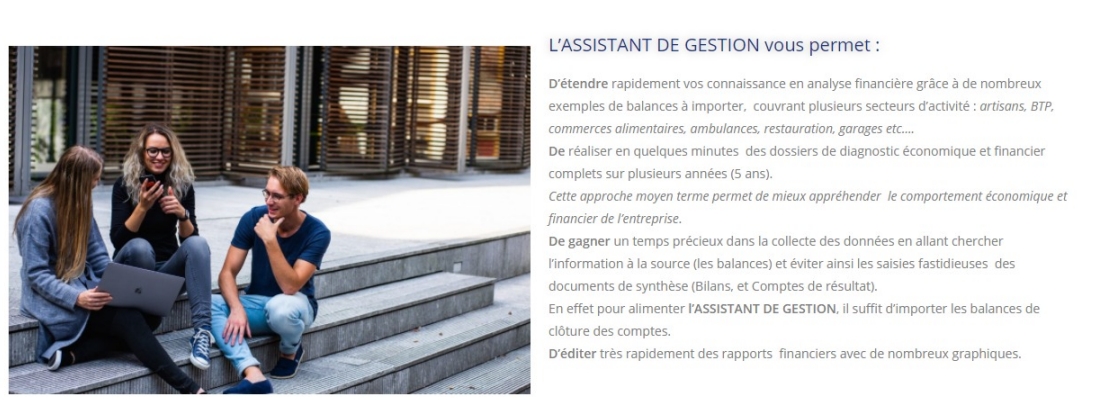 L'ASSISTANT DE GESTION vous permet :
D'étendre rapidement vos connaissance en analyse financière grâce à de nombreux
exemples de balances à importer,  couvrant plusieurs secteurs d'activité : artisans, BTP,
commerces alimentaires, ambulances, restauration, garages etc....
De réaliser en quelques minutes  des dossiers de diagnostic économique et financier
complets sur plusieurs années (5 ans).
Cette approche moyen terme permet de mieux appréhender  le comportement économique et
financier de l'entreprise.
De gagner un temps précieux dans la collecte des données en allant chercher
l'information à la source (les balances) et éviter ainsi les saisies fastidieuses  des
documents de synthèse (Bilans, et Comptes de résultat).
En effet pour alimenter l'ASSISTANT DE GESTION, il suffit d'importer les balances de
clôture des comptes.
D'éditer très rapidement des rapports  financiers avec de nombreux graphiques.